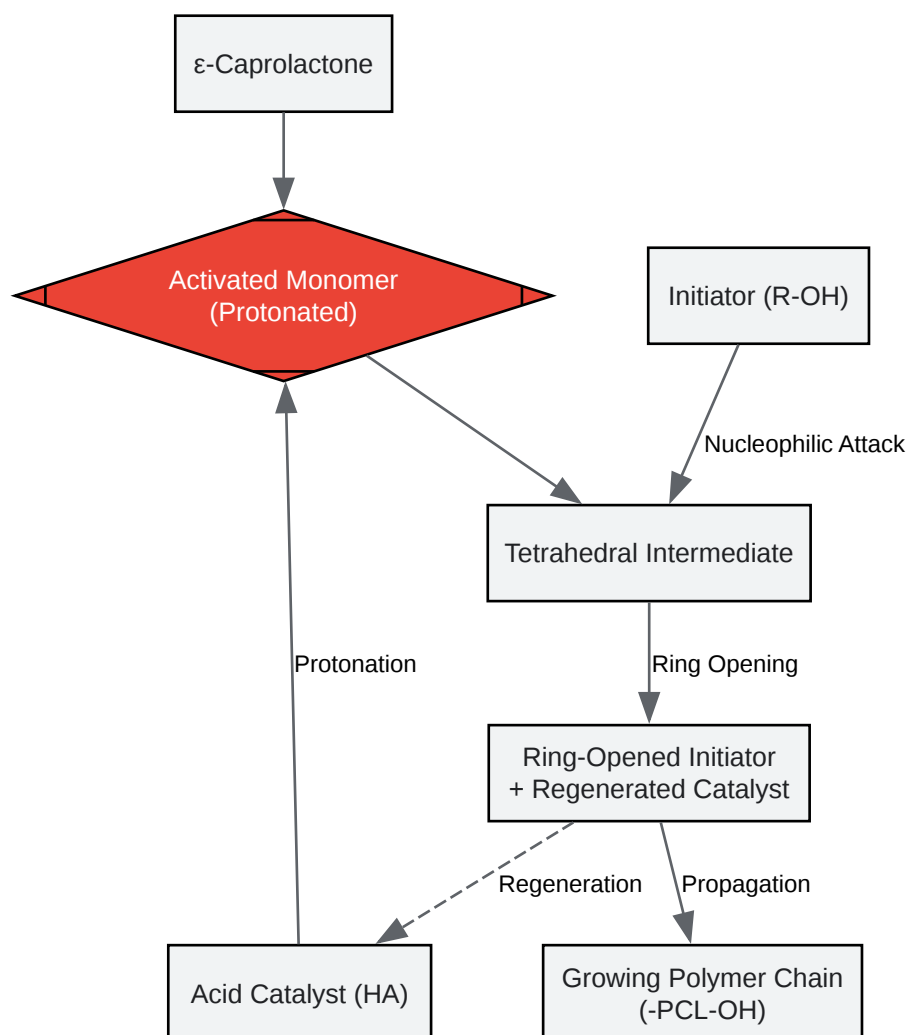 ε-Caprolactone
Activated Monomer
(Protonated)
Initiator (R-OH)
Nucleophilic Attack
Tetrahedral Intermediate
Protonation
Ring Opening
Ring-Opened Initiator
+ Regenerated Catalyst
Regeneration
Propagation
Acid Catalyst (HA)
Growing Polymer Chain
(-PCL-OH)